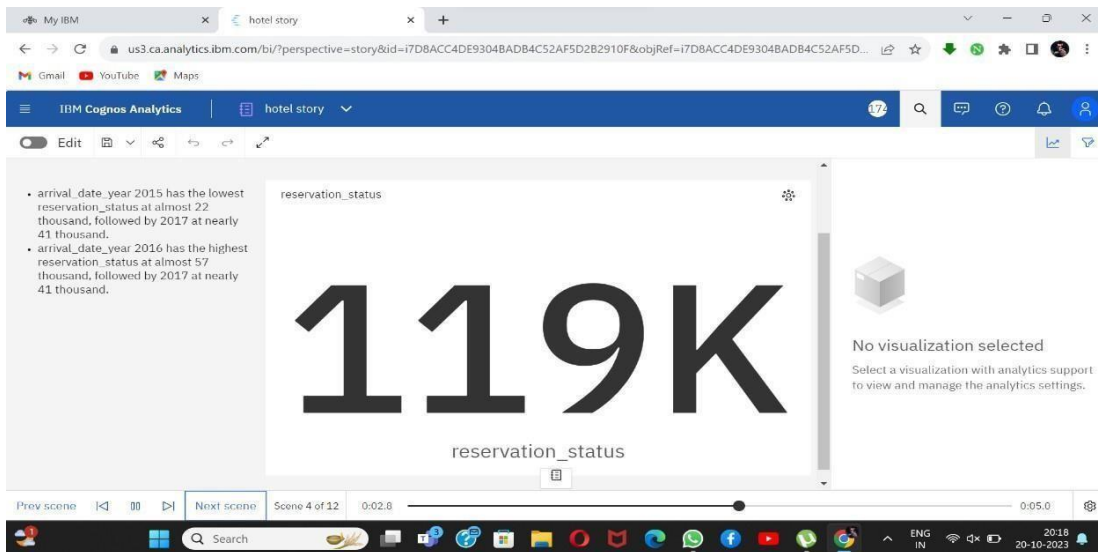 My IBM
hotel story
us3.ca.analytics.ibm.com/bi/?perspective=story&id=i7D8ACC4DE9304BADB4C52AF5D2B2910F&objRef=i7D8ACC4DE9304BADB4C52AF5D...
Gmail YouTube Maps
IBM Cognos Analytics hotel story 174
Edit
• arrival_date_year 2015 has the lowest
reservation_status at almost 22
thousand, followed by 2017 at nearly
41 thousand.
• arrival_date_year 2016 has the highest
reservation_status at almost 57
thousand, followed by 2017 at nearly
41 thousand.
reservation_status
119K
reservation_status
No visualization selected
Select a visualization with analytics support
to view and manage the analytics settings.
Prev scene Next scene Scene 4 of 12 0:02.8 0:05.0
Search
ENG
IN
20:18
20-10-2023